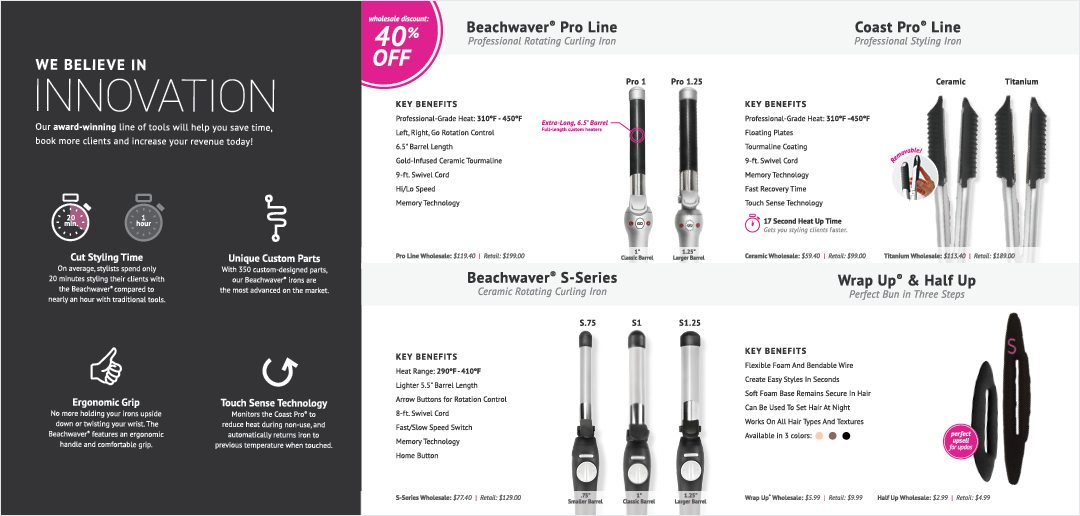 WE BELIEVE IN
INNOVATION
Our award-winning line of tools will help you save time,
book more clients and increase your revenue today!
20
min.
1
hour
Cut Styling Time
On average, stylists spend only
20 minutes styling their clients with
the Beachwaver® compared to
nearly an hour with traditional tools.
Unique Custom Parts
With 350 custom-designed parts,
our Beachwaver® irons are
the most advanced on the market.
Ergonomic Grip
No more holding your irons upside
down or twisting your wrist. The
Beachwaver® features an ergonomic
handle and comfortable grip.
Touch Sense Technology
Monitors the Coast Pro® to
reduce heat during non-use, and
automatically returns iron to
previous temperature when touched.
wholesale discount:
40%
OFF
Beachwaver® Pro Line
Professional Rotating Curling Iron
Pro 1
Pro 1.25
KEY BENEFITS
Professional-Grade Heat: 310°F - 450°F
Left, Right, Go Rotation Control
6.5" Barrel Length
Gold-Infused Ceramic Tourmaline
9-ft. Swivel Cord
Hi/Lo Speed
Memory Technology
Extra-Long, 6.5" Barrel
Full-length custom heaters
1"
Classic Barrel
1.25"
Larger Barrel
Pro Line Wholesale: $119.40 | Retail: $199.00
Coast Pro® Line
Professional Styling Iron
Ceramic
Titanium
KEY BENEFITS
Professional-Grade Heat: 310°F -450°F
Floating Plates
Tourmaline Coating
9-ft. Swivel Cord
Memory Technology
Fast Recovery Time
Touch Sense Technology
17 Second Heat Up Time
Gets you styling clients faster.
Removable!
Ceramic Wholesale: $59.40 | Retail: $99.00
Titanium Wholesale: $113.40 | Retail: $189.00
Beachwaver® S-Series
Ceramic Rotating Curling Iron
S.75
S1
S1.25
KEY BENEFITS
Heat Range: 290°F - 410°F
Lighter 5.5" Barrel Length
Arrow Buttons for Rotation Control
8-ft. Swivel Cord
Fast/Slow Speed Switch
Memory Technology
Home Button
.75"
Smaller Barrel
1"
Classic Barrel
1.25"
Larger Barrel
S-Series Wholesale: $77.40 | Retail: $129.00
Wrap Up® & Half Up
Perfect Bun in Three Steps
KEY BENEFITS
Flexible Foam And Bendable Wire
Create Easy Styles In Seconds
Soft Foam Base Remains Secure In Hair
Can Be Used To Set Hair At Night
Works On All Hair Types And Textures
Available in 3 colors:
S
perfect
upsell
for updos
Wrap Up® Wholesale: $5.99 | Retail: $9.99
Half Up Wholesale: $2.99 | Retail: $4.99